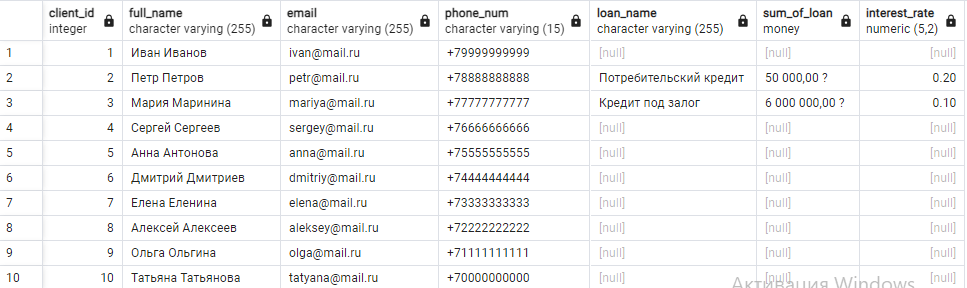 client_id full_name email phone_num loan_name sum_of_loan interest_rate
integer character varying (255) character varying (255) character varying (15) character varying (255) money numeric (5,2)
1 1 Иван Иванов ivan@mail.ru +79999999999 [null] [null] [null]
2 2 Петр Петров petr@mail.ru +78888888888 Потребительский кредит 50 000,00 ? 0.20
3 3 Мария Маринина mariya@mail.ru +77777777777 Кредит под залог 6 000 000,00 ? 0.10
4 4 Сергей Сергеев sergey@mail.ru +76666666666 [null] [null] [null]
5 5 Анна Антонова anna@mail.ru +75555555555 [null] [null] [null]
6 6 Дмитрий Дмитриев dmitriy@mail.ru +74444444444 [null] [null] [null]
7 7 Елена Еленина elena@mail.ru +73333333333 [null] [null] [null]
8 8 Алексей Алексеев aleksey@mail.ru +72222222222 [null] [null] [null]
9 9 Ольга Ольгина olga@mail.ru +71111111111 [null] [null] [null]
10 10 Татьяна Татьянова tatyana@mail.ru +70000000000 [null] [null] [null]
Активация Windows